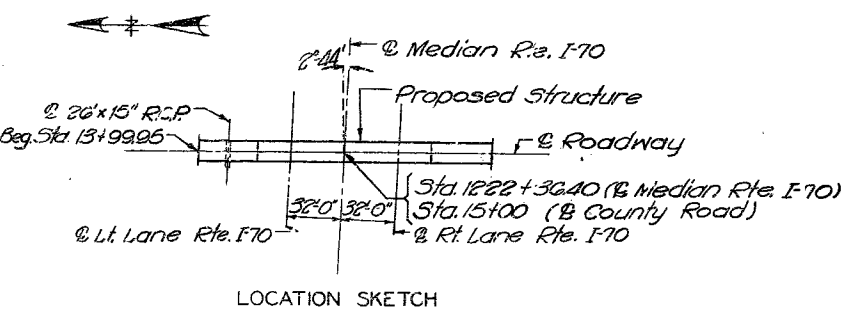 ℄ Median Rte. I-70
2°-44'
Proposed Structure
℄ 26'x15" R.C.P.
Beg. Sta. 13+99.95
℄ Roadway
Sta. 1222+36.40 (℄ Median Rte. I-70)
Sta. 15+00 (℄ County Road)
32'-0" 32'-0"
℄ Lt. Lane Rte. I-70
℄ Rt. Lane Rte. I-70
LOCATION SKETCH